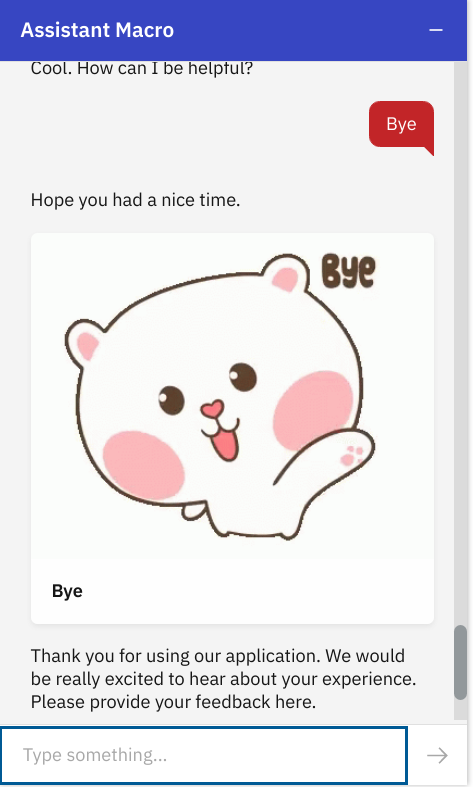 Assistant Macro
Cool. How can I be helpful?
Bye
Hope you had a nice time.
Bye
Bye
Thank you for using our application. We would
be really excited to hear about your experience.
Please provide your feedback here.
Type something...